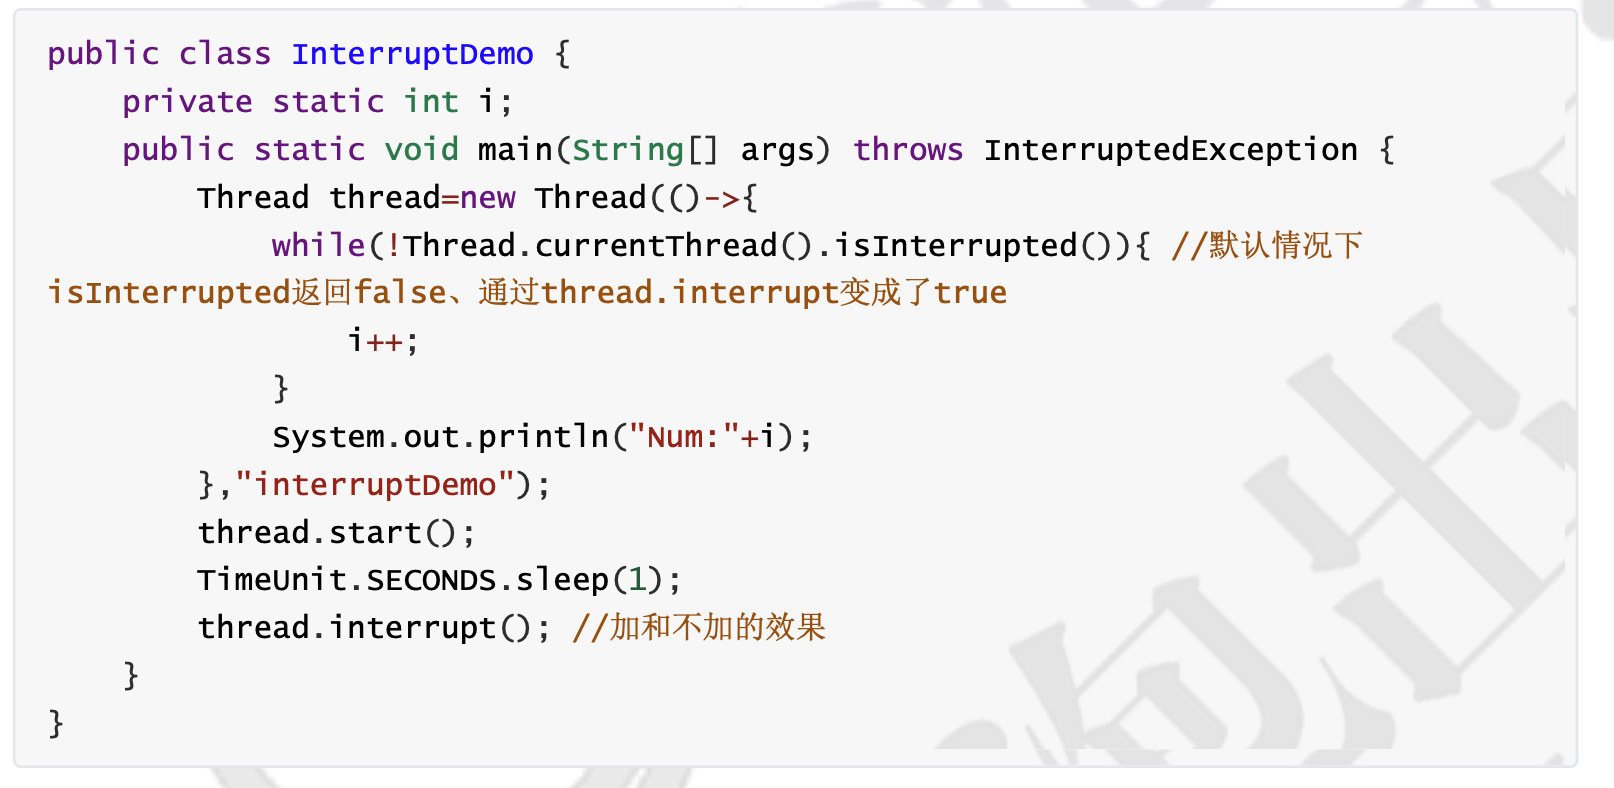 public class InterruptDemo {
    private static int i;
    public static void main(String[] args) throws InterruptedException {
        Thread thread=new Thread(()->{
            while(!Thread.currentThread().isInterrupted()){ //默认情况下
isInterrupted返回false、通过thread.interrupt变成了true
                i++;
            }
            System.out.println("Num:"+i);
        },"interruptDemo");
        thread.start();
        TimeUnit.SECONDS.sleep(1);
        thread.interrupt(); //加和不加的效果
    }
}